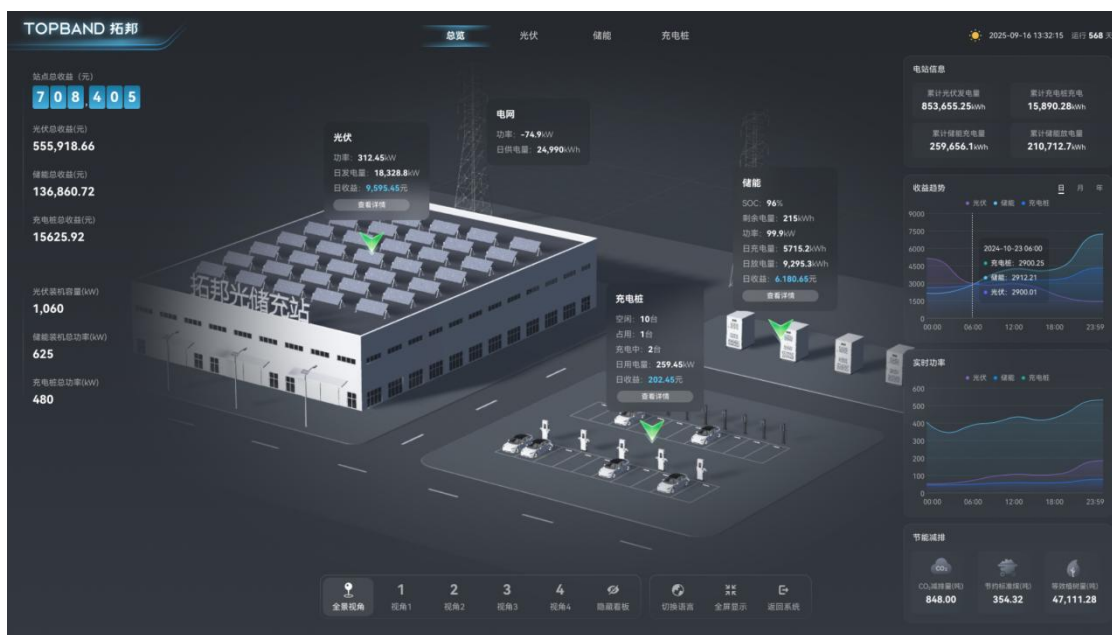 TOPBAND 拓邦
总览
光伏
储能
充电桩
2025-09-16 13:32:15 运行 568 天
站点总收益 (元)
708,405
光伏总收益(元)
555,918.66
储能总收益(元)
136,860.72
充电桩总收益(元)
15625.92
光伏装机容量(kW)
1,060
储能装机总功率(kW)
625
充电桩总功率(kW)
480
光伏
功率: 312.45kW
日发电量: 18,328.8kW
日收益: 9,595.45元
查看详情
电网
功率: -74.9kW
日供电量: 24,990kWh
储能
SOC: 96%
剩余电量: 215kWh
功率: 99.9kW
日充电量: 5715.2kWh
日放电量: 9,295.3kWh
日收益: 6.180.65元
查看详情
充电桩
空闲: 10台
占用: 1台
充电中: 2台
日用电量: 259.45kW
日收益: 202.45元
查看详情
拓邦光储充站
电站信息
累计光伏发电量
853,655.25kWh
累计充电桩充电
15,890.28kWh
累计储能充电量
259,656.1kWh
累计储能放电量
210,712.7kWh
收益趋势
日 月 年
光伏 储能 充电桩
9000
7500
6000
4500
3000
1500
0
2024-10-23 06:00
充电桩: 2900.25
储能: 2912.21
光伏: 2900.01
00:00 06:00 12:00 18:00 23:59
实时功率
光伏 储能 充电桩
600
500
400
300
200
100
0
00:00 06:00 12:00 18:00 23:59
节能减排
CO₂
CO₂减排量(吨)
848.00
节约标准煤(吨)
354.32
等效植树量(吨)
47,111.28
全景视角
1
视角1
2
视角2
3
视角3
4
视角4
隐藏看板
切换语言
全屏显示
返回系统